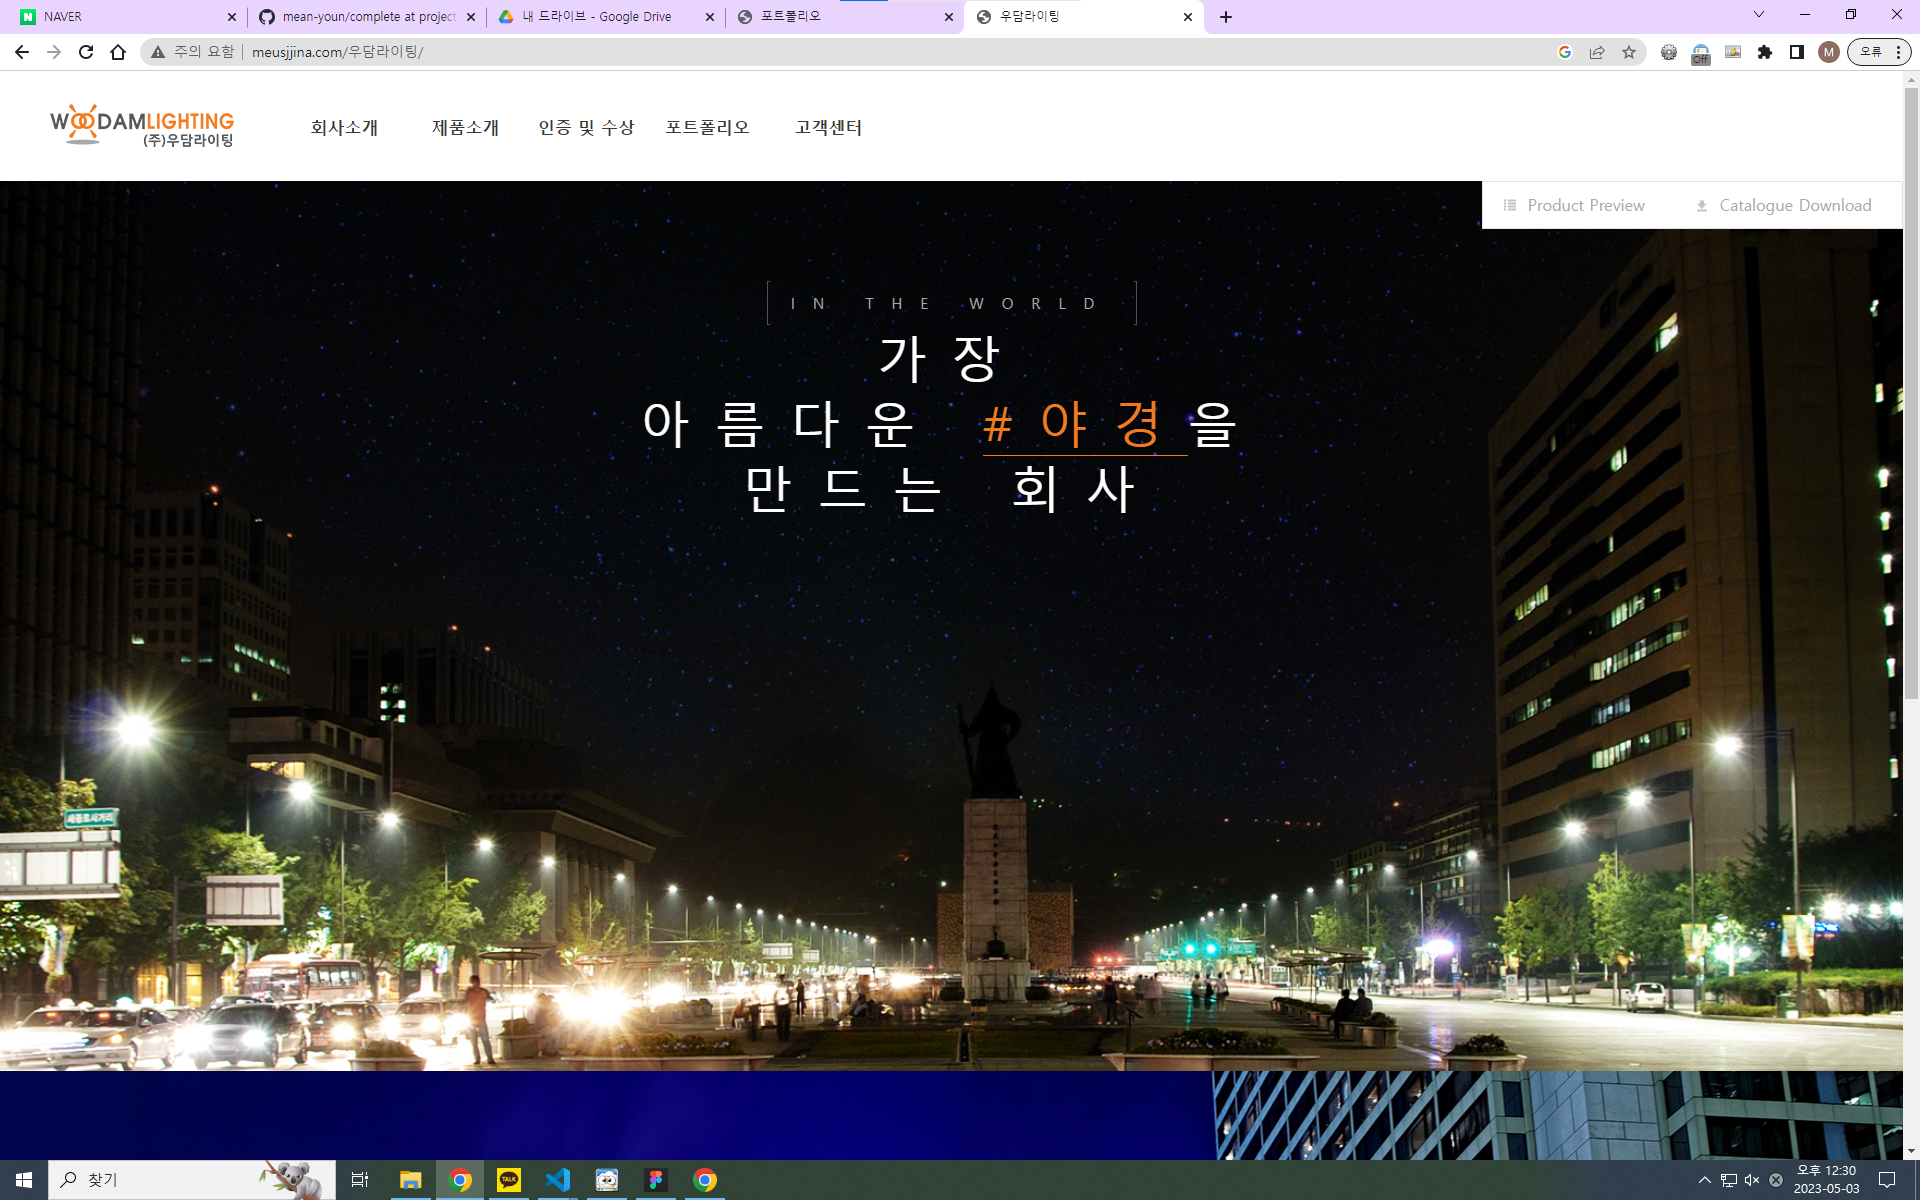 NAVER
mean-youn/complete at project
내 드라이브 - Google Drive
포트폴리오
우담라이팅
주의 요함
meusjjina.com/우담라이팅/
Off
M
오류
WOODAMLIGHTING
(주)우담라이팅
회사소개
제품소개
인증 및 수상
포트폴리오
고객센터
Product Preview
Catalogue Download
IN THE WORLD
가장
아름다운 #야경을
만드는 회사
세종로사거리
찾기
TALK
오후 12:30
2023-05-03